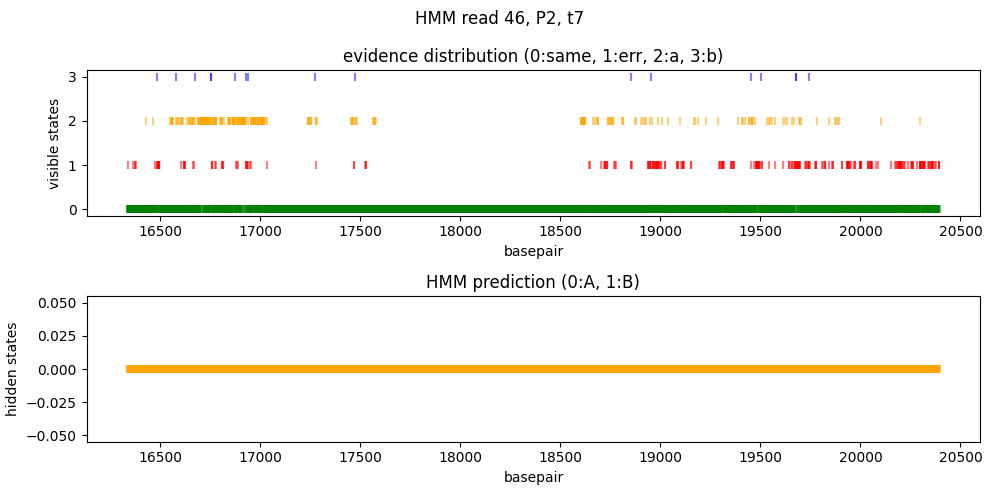 HMM read 46, P2, t7
evidence distribution (0:same, 1:err, 2:a, 3:b)
visible states
3
2
1
0
16500 17000 17500 18000 18500 19000 19500 20000 20500
basepair
HMM prediction (0:A, 1:B)
hidden states
0.050
0.025
0.000
−0.025
−0.050
16500 17000 17500 18000 18500 19000 19500 20000 20500
basepair